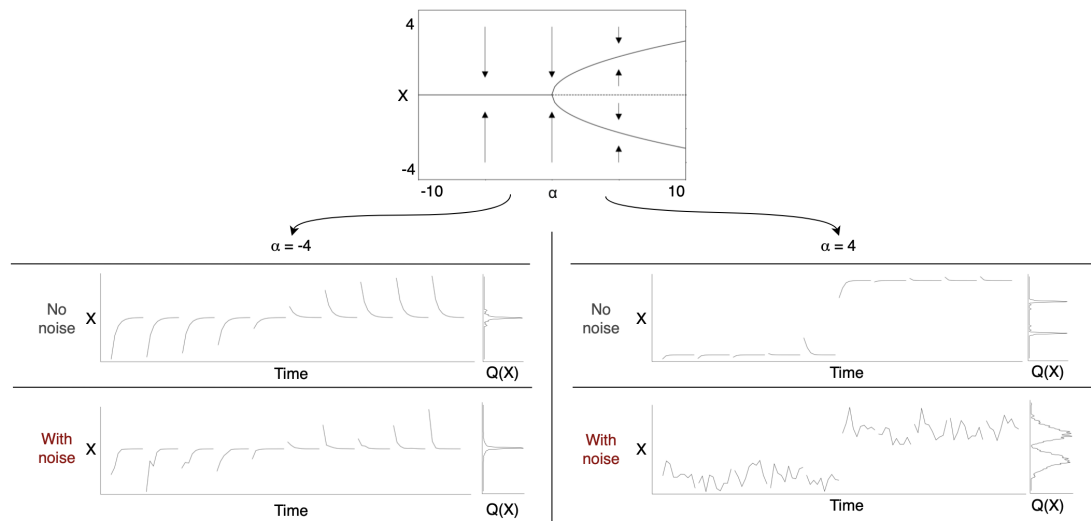 4
X
-4
-10
α
10
α = -4
α = 4
No
noise
X
Time
Q(X)
No
noise
X
Time
Q(X)
With
noise
X
Time
Q(X)
With
noise
X
Time
Q(X)